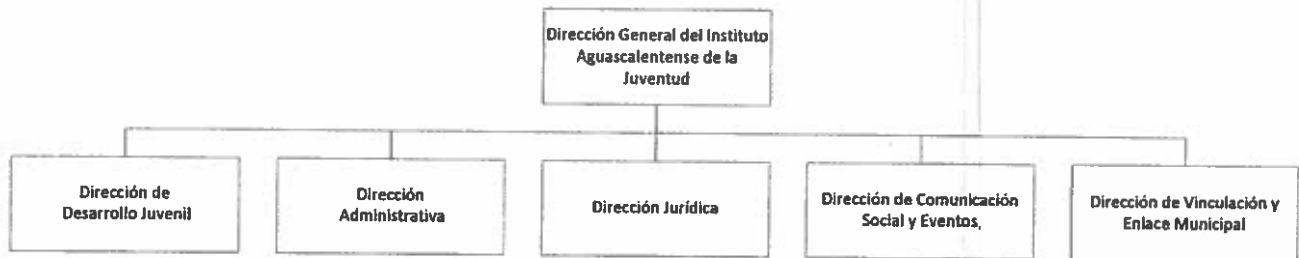 Dirección General del Instituto
Aguascalentense de la
Juventud
Dirección de
Desarrollo Juvenil
Dirección
Administrativa
Dirección Jurídica
Dirección de Comunicación
Social y Eventos,
Dirección de Vinculación y
Enlace Municipal